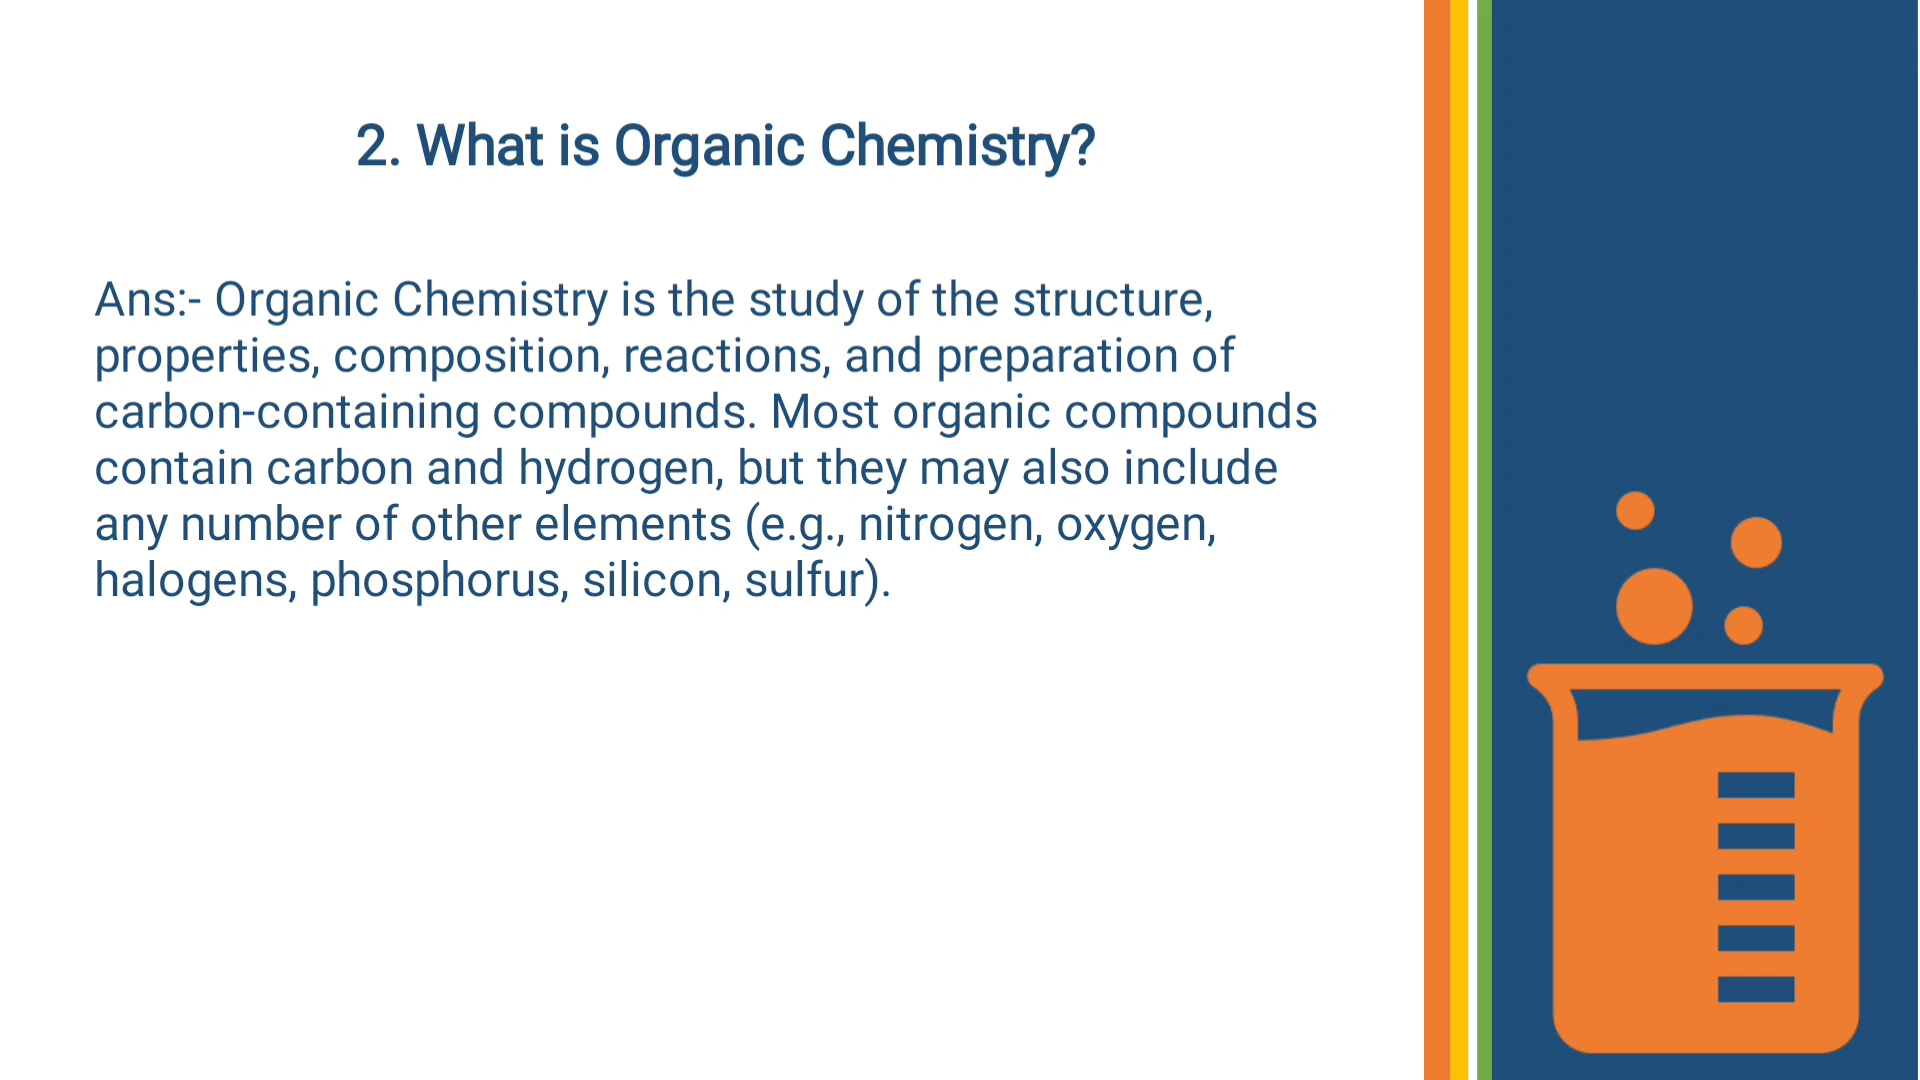 2. What is Organic Chemistry?
Ans:- Organic Chemistry is the study of the structure,
properties, composition, reactions, and preparation of
carbon-containing compounds. Most organic compounds
contain carbon and hydrogen, but they may also include
any number of other elements (e.g., nitrogen, oxygen,
halogens, phosphorus, silicon, sulfur).